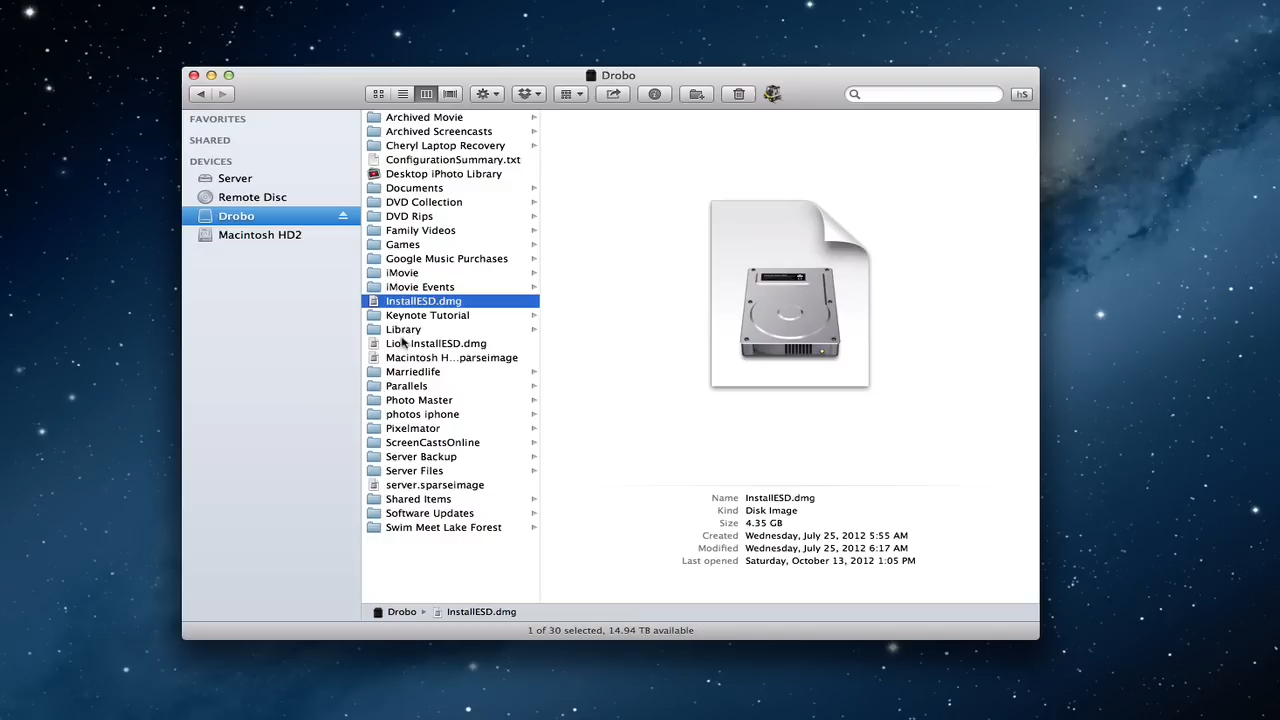 Drobo
hS
FAVORITES
SHARED
DEVICES
Server
Remote Disc
Drobo
Macintosh HD2
Archived Movie
Archived Screencasts
Cheryl Laptop Recovery
ConfigurationSummary.txt
Desktop iPhoto Library
Documents
DVD Collection
DVD Rips
Family Videos
Games
Google Music Purchases
iMovie
iMovie Events
InstallESD.dmg
Keynote Tutorial
Library
Lion InstallESD.dmg
Macintosh H...parseimage
Marriedlife
Parallels
Photo Master
photos iphone
Pixelmator
ScreenCastsOnline
Server Backup
Server Files
server.sparseimage
Shared Items
Software Updates
Swim Meet Lake Forest
Name InstallESD.dmg
Kind Disk Image
Size 4.35 GB
Created Wednesday, July 25, 2012 5:55 AM
Modified Wednesday, July 25, 2012 6:17 AM
Last opened Saturday, October 13, 2012 1:05 PM
Drobo InstallESD.dmg
1 of 30 selected, 14.94 TB available